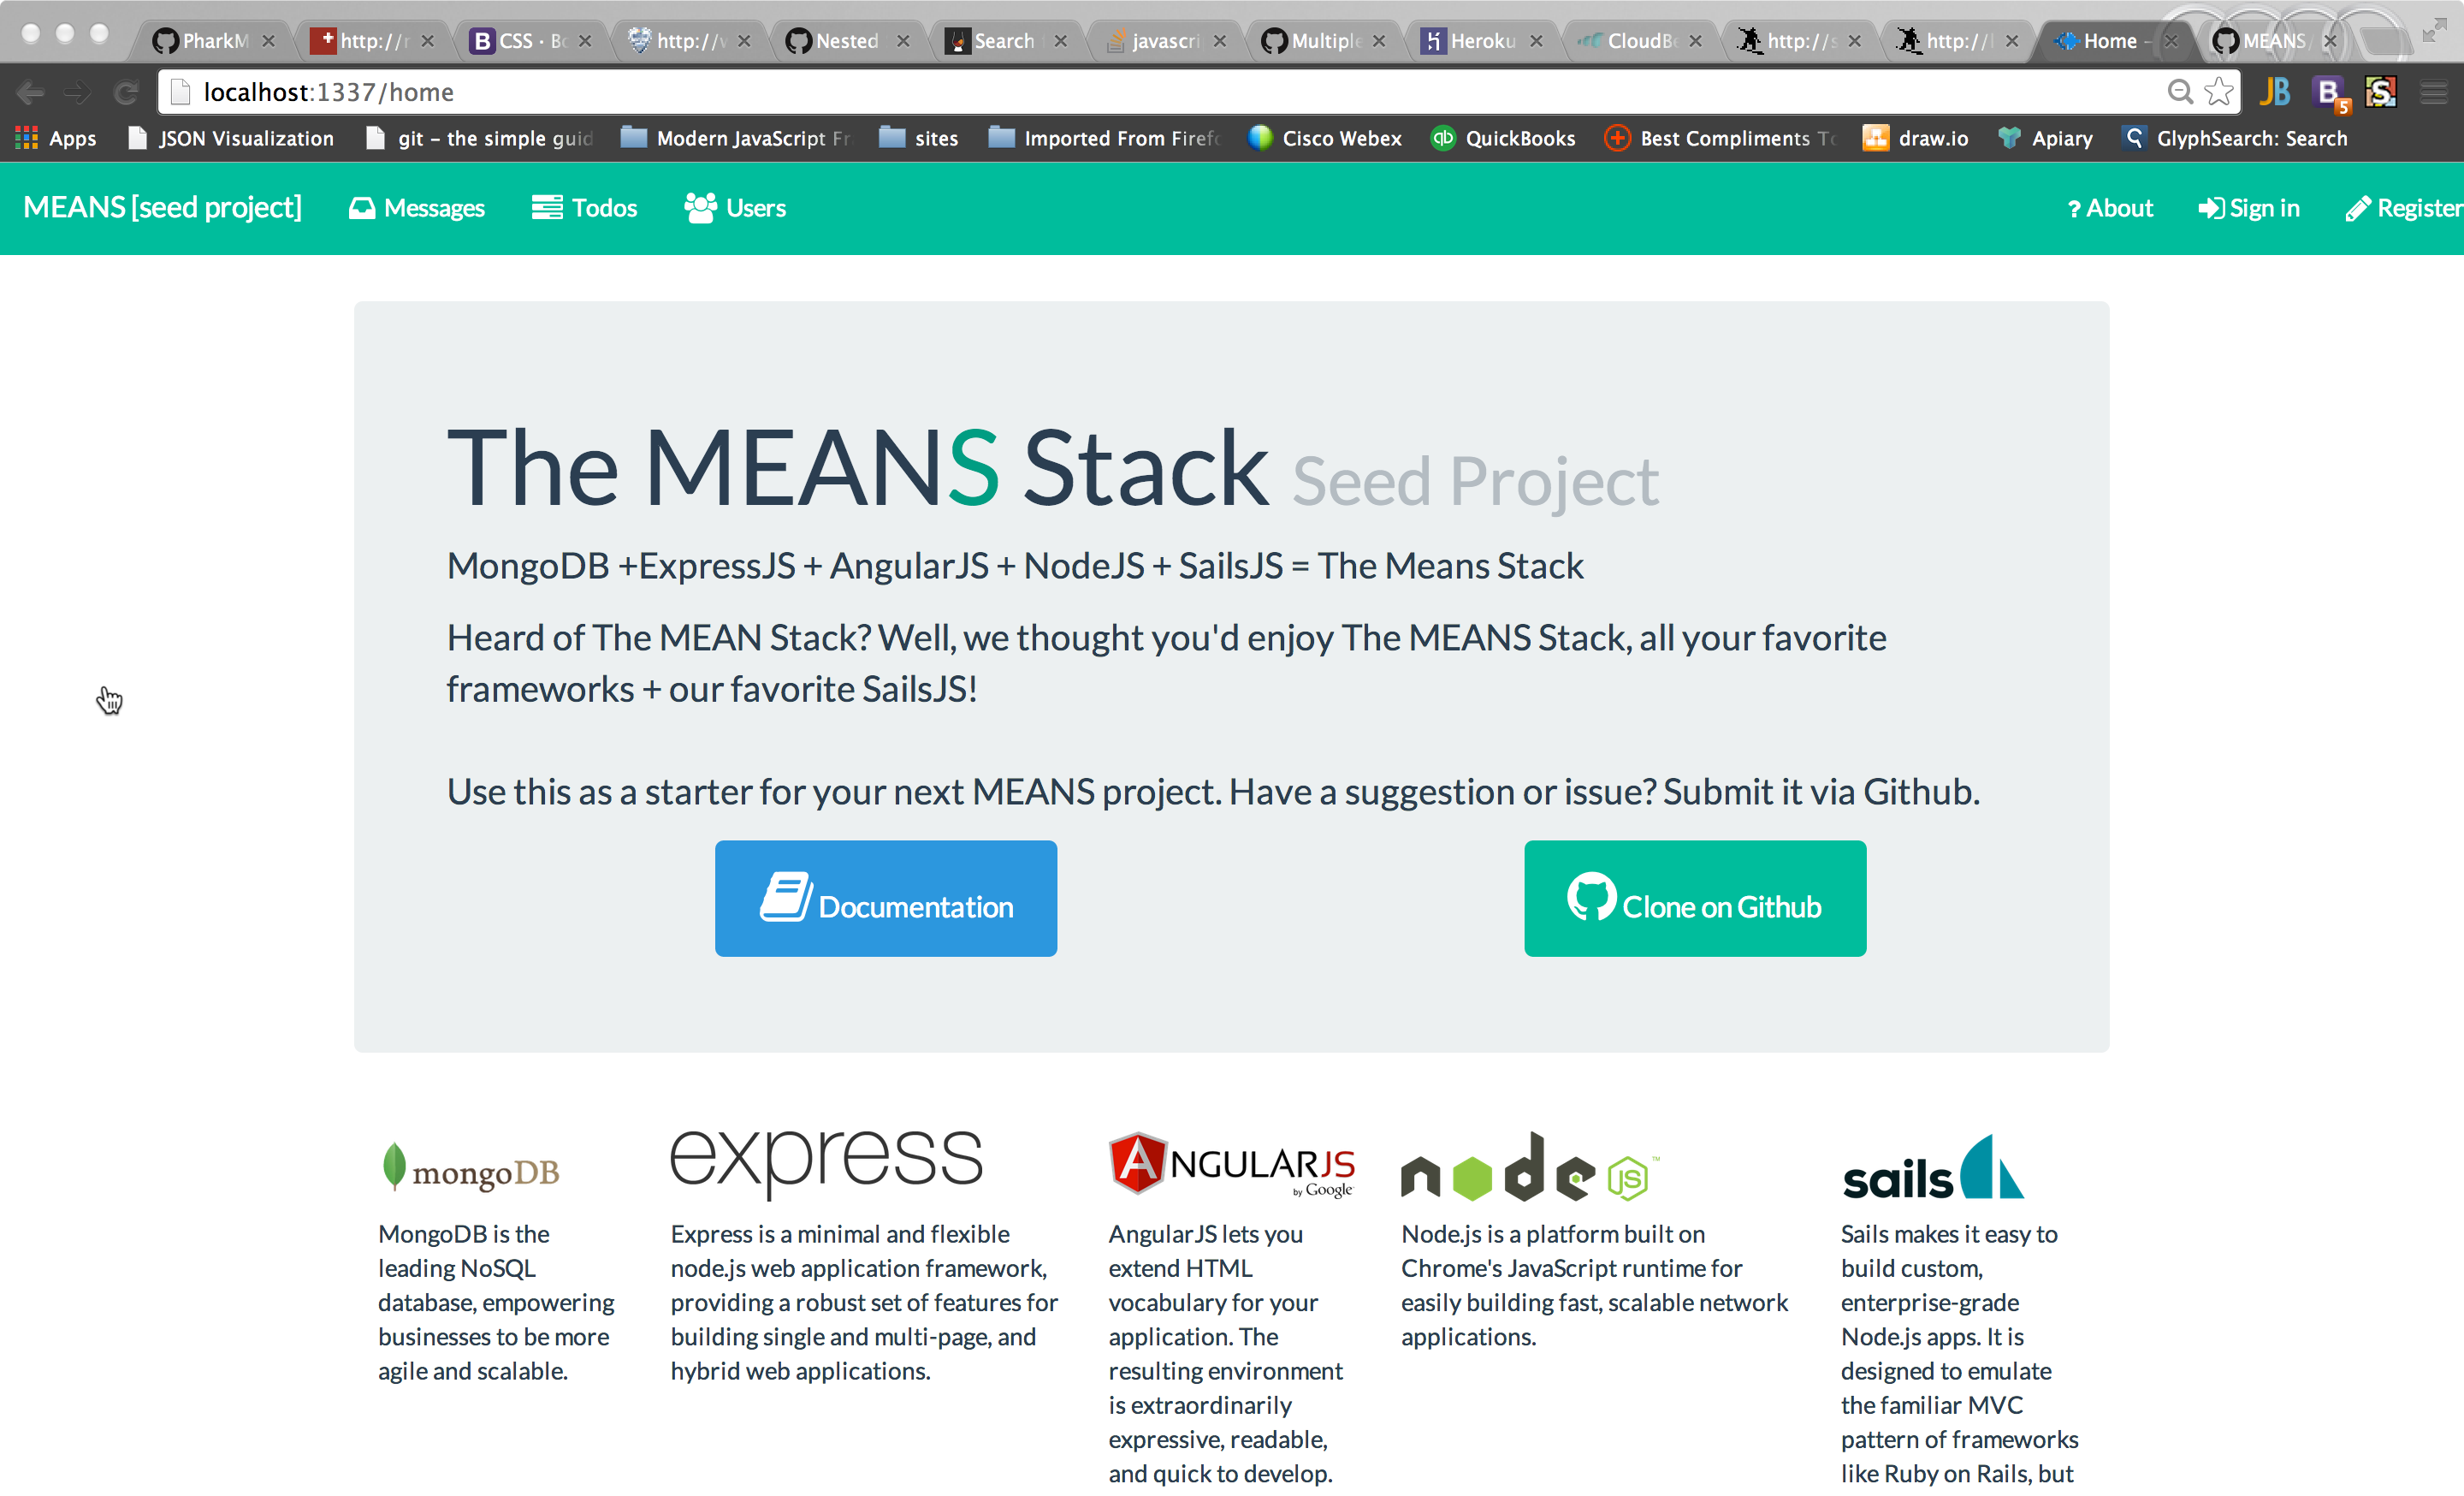 PharkM
http://r
CSS · Bo
http://v
Nested
Search
javascri
Multiple
Heroku
CloudBe
http://s
http://l
Home –
MEANS/
localhost:1337/home
JB
B 5
S
Apps
JSON Visualization
git – the simple guid
Modern JavaScript Fr
sites
Imported From Firefo
Cisco Webex
qb QuickBooks
Best Compliments To
draw.io
Apiary
GlyphSearch: Search
MEANS [seed project]
Messages
Todos
Users
? About
Sign in
Register
The MEANS Stack Seed Project
MongoDB +ExpressJS + AngularJS + NodeJS + SailsJS = The Means Stack
Heard of The MEAN Stack? Well, we thought you'd enjoy The MEANS Stack, all your favorite
frameworks + our favorite SailsJS!
Use this as a starter for your next MEANS project. Have a suggestion or issue? Submit it via Github.
Documentation
Clone on Github
mongoDB
MongoDB is the
leading NoSQL
database, empowering
businesses to be more
agile and scalable.
express
Express is a minimal and flexible
node.js web application framework,
providing a robust set of features for
building single and multi-page, and
hybrid web applications.
ANGULARJS
by Google
AngularJS lets you
extend HTML
vocabulary for your
application. The
resulting environment
is extraordinarily
expressive, readable,
and quick to develop.
node JS ™
Node.js is a platform built on
Chrome's JavaScript runtime for
easily building fast, scalable network
applications.
sails
Sails makes it easy to
build custom,
enterprise-grade
Node.js apps. It is
designed to emulate
the familiar MVC
pattern of frameworks
like Ruby on Rails, but